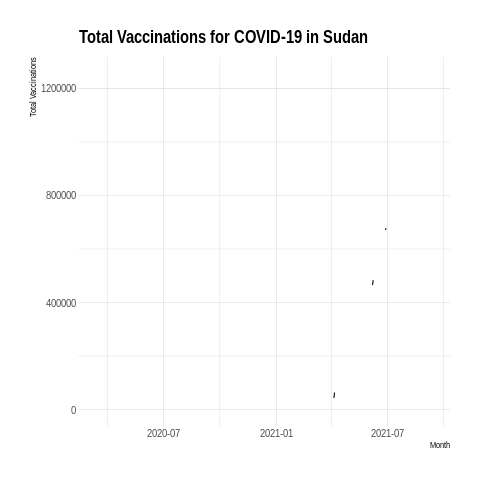 Total Vaccinations for COVID-19 in Sudan
Total Vaccinations
1200000
800000
400000
0
2020-07 2021-01 2021-07
Month